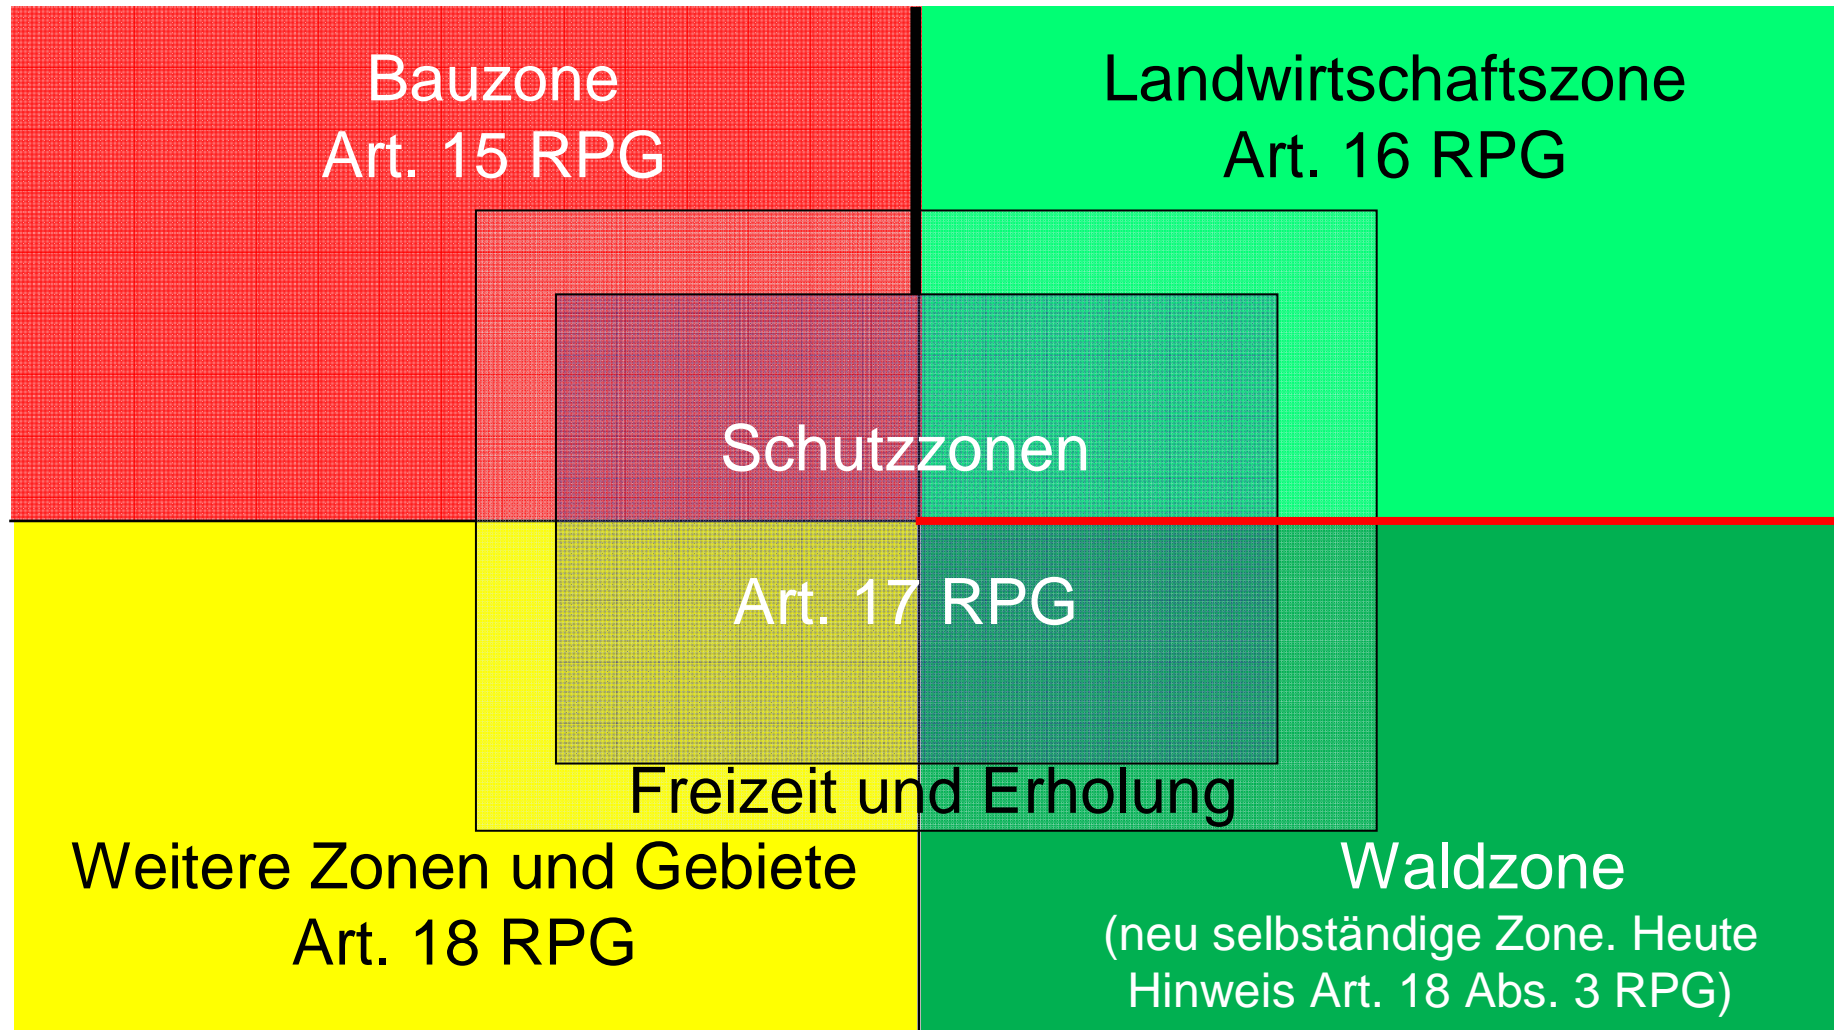 Bauzone
Art. 15 RPG
Landwirtschaftszone
Art. 16 RPG
Schutzzonen
Art. 17 RPG
Freizeit und Erholung
Weitere Zonen und Gebiete
Art. 18 RPG
Waldzone
(neu selbständige Zone. Heute
Hinweis Art. 18 Abs. 3 RPG)